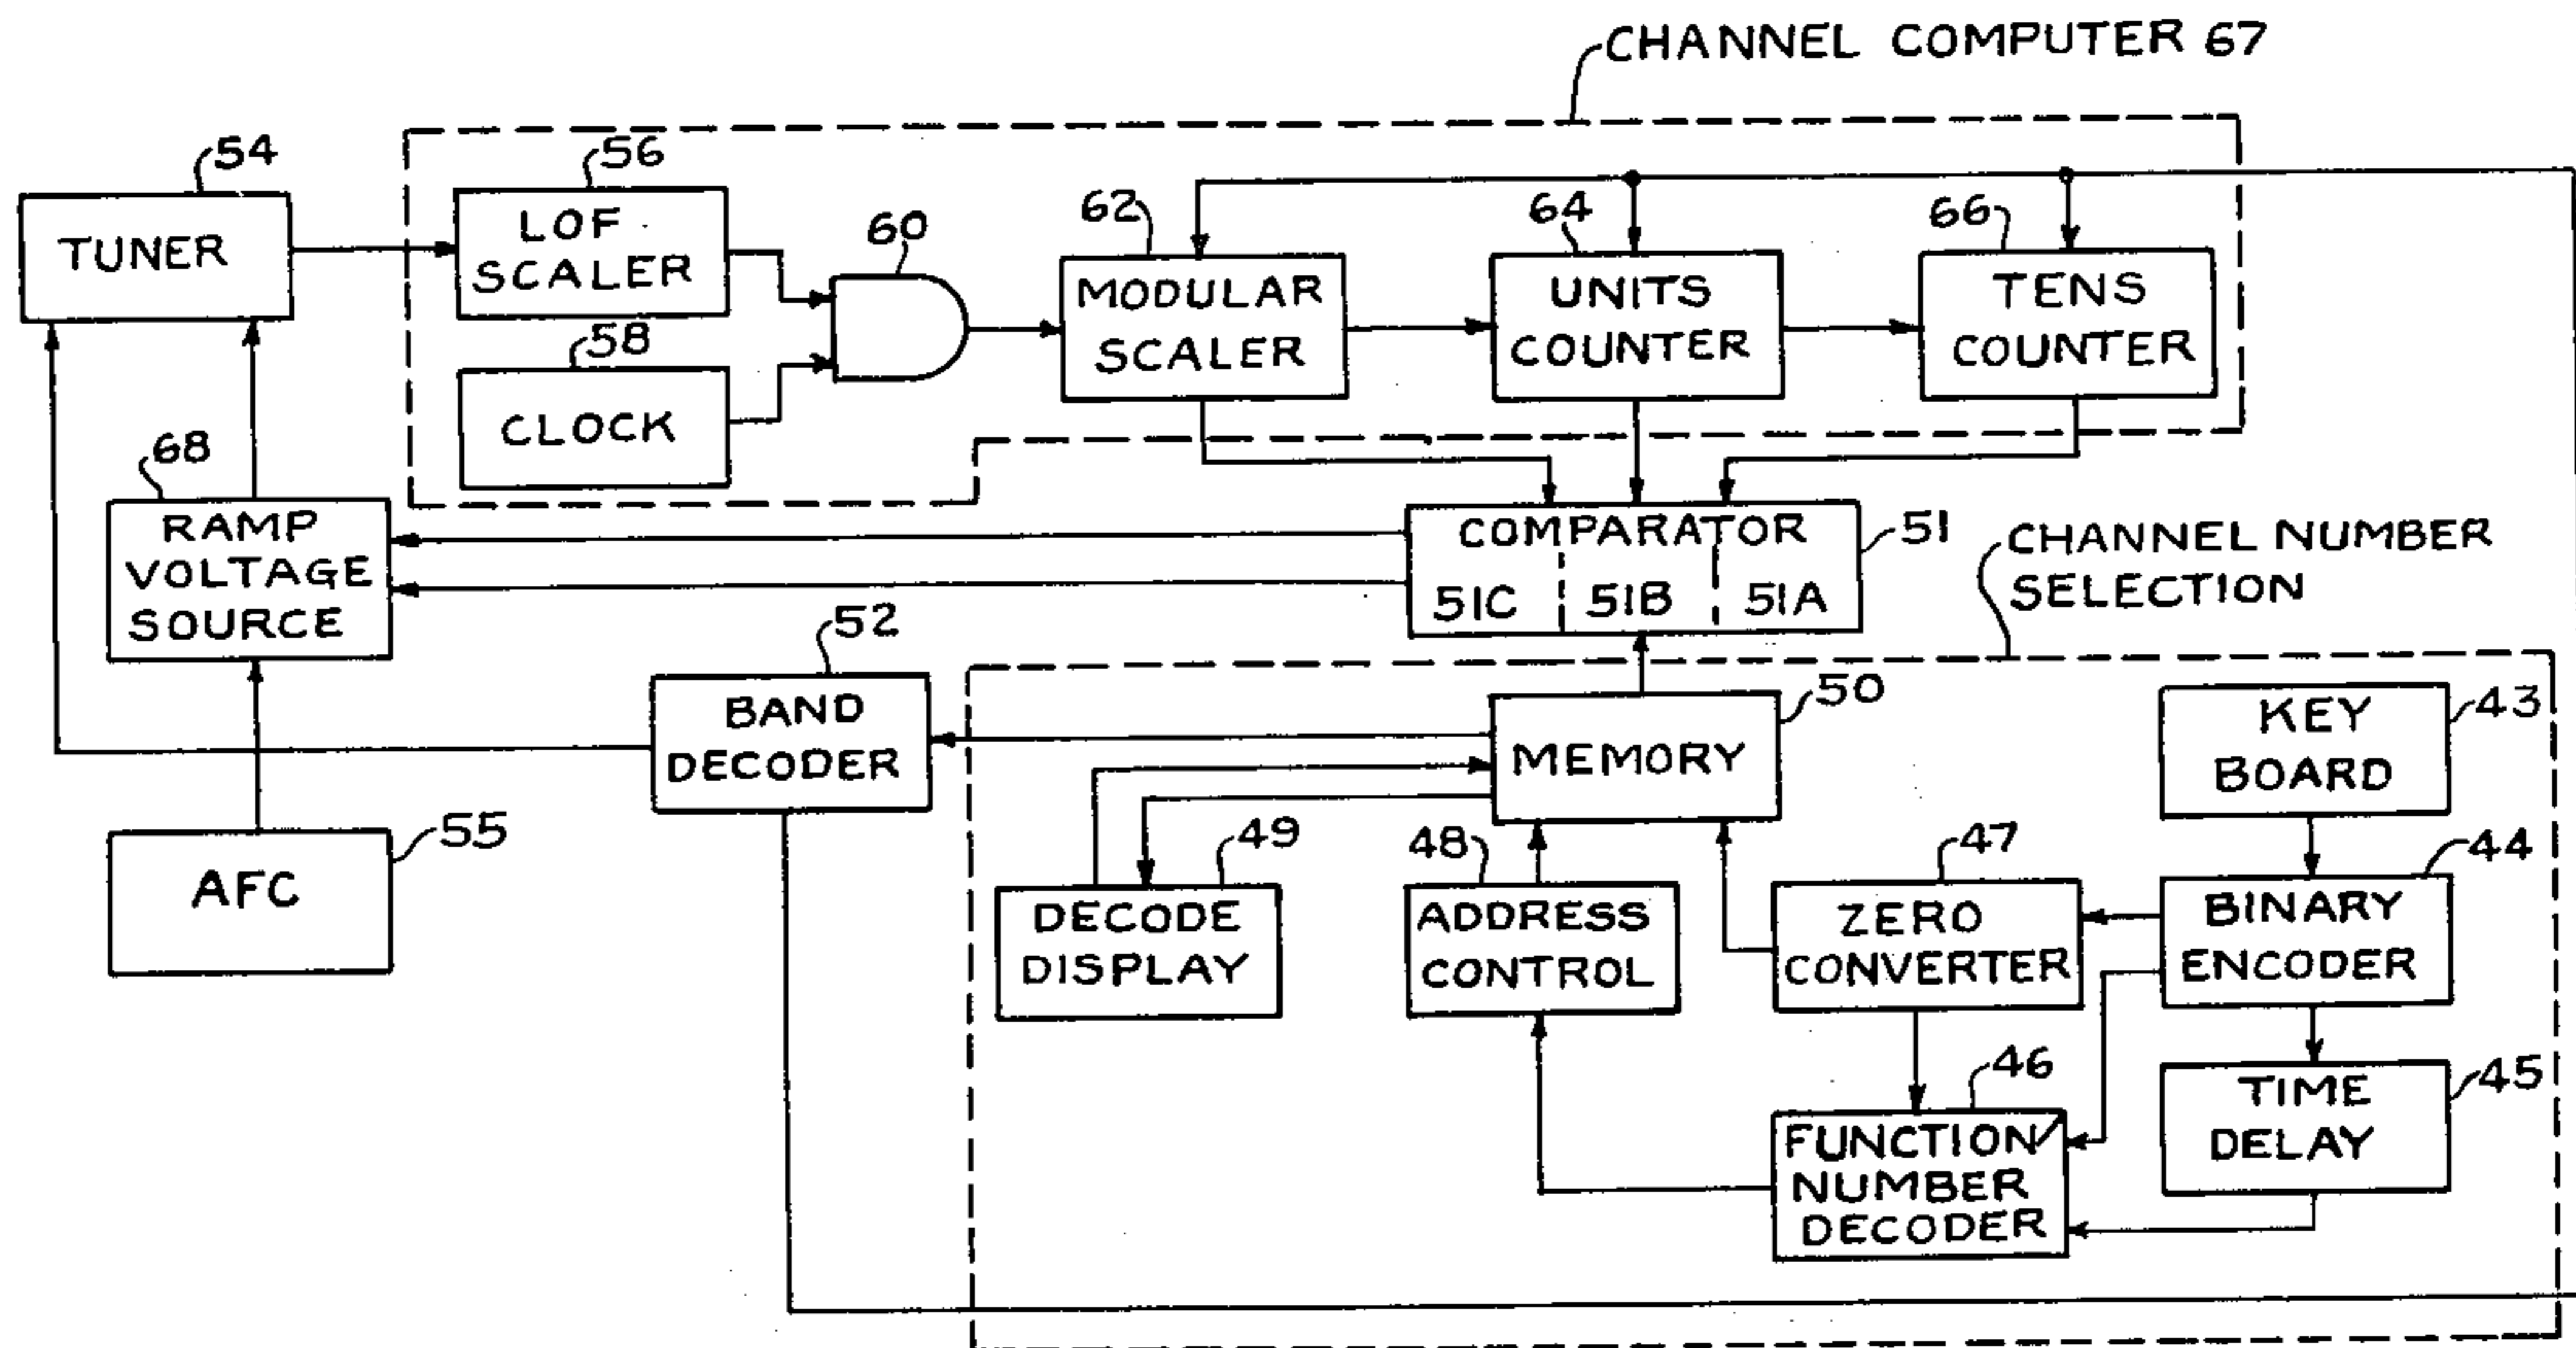 CHANNEL COMPUTER 67
54
TUNER
56
LOF
SCALER
58
CLOCK
60
62
MODULAR
SCALER
64
UNITS
COUNTER
66
TENS
COUNTER
68
RAMP
VOLTAGE
SOURCE
COMPARATOR
51C 51B 51A
51
CHANNEL NUMBER
SELECTION
52
BAND
DECODER
55
AFC
50
MEMORY
43
KEY
BOARD
49
DECODE
DISPLAY
48
ADDRESS
CONTROL
47
ZERO
CONVERTER
44
BINARY
ENCODER
46
FUNCTION/
NUMBER
DECODER
45
TIME
DELAY